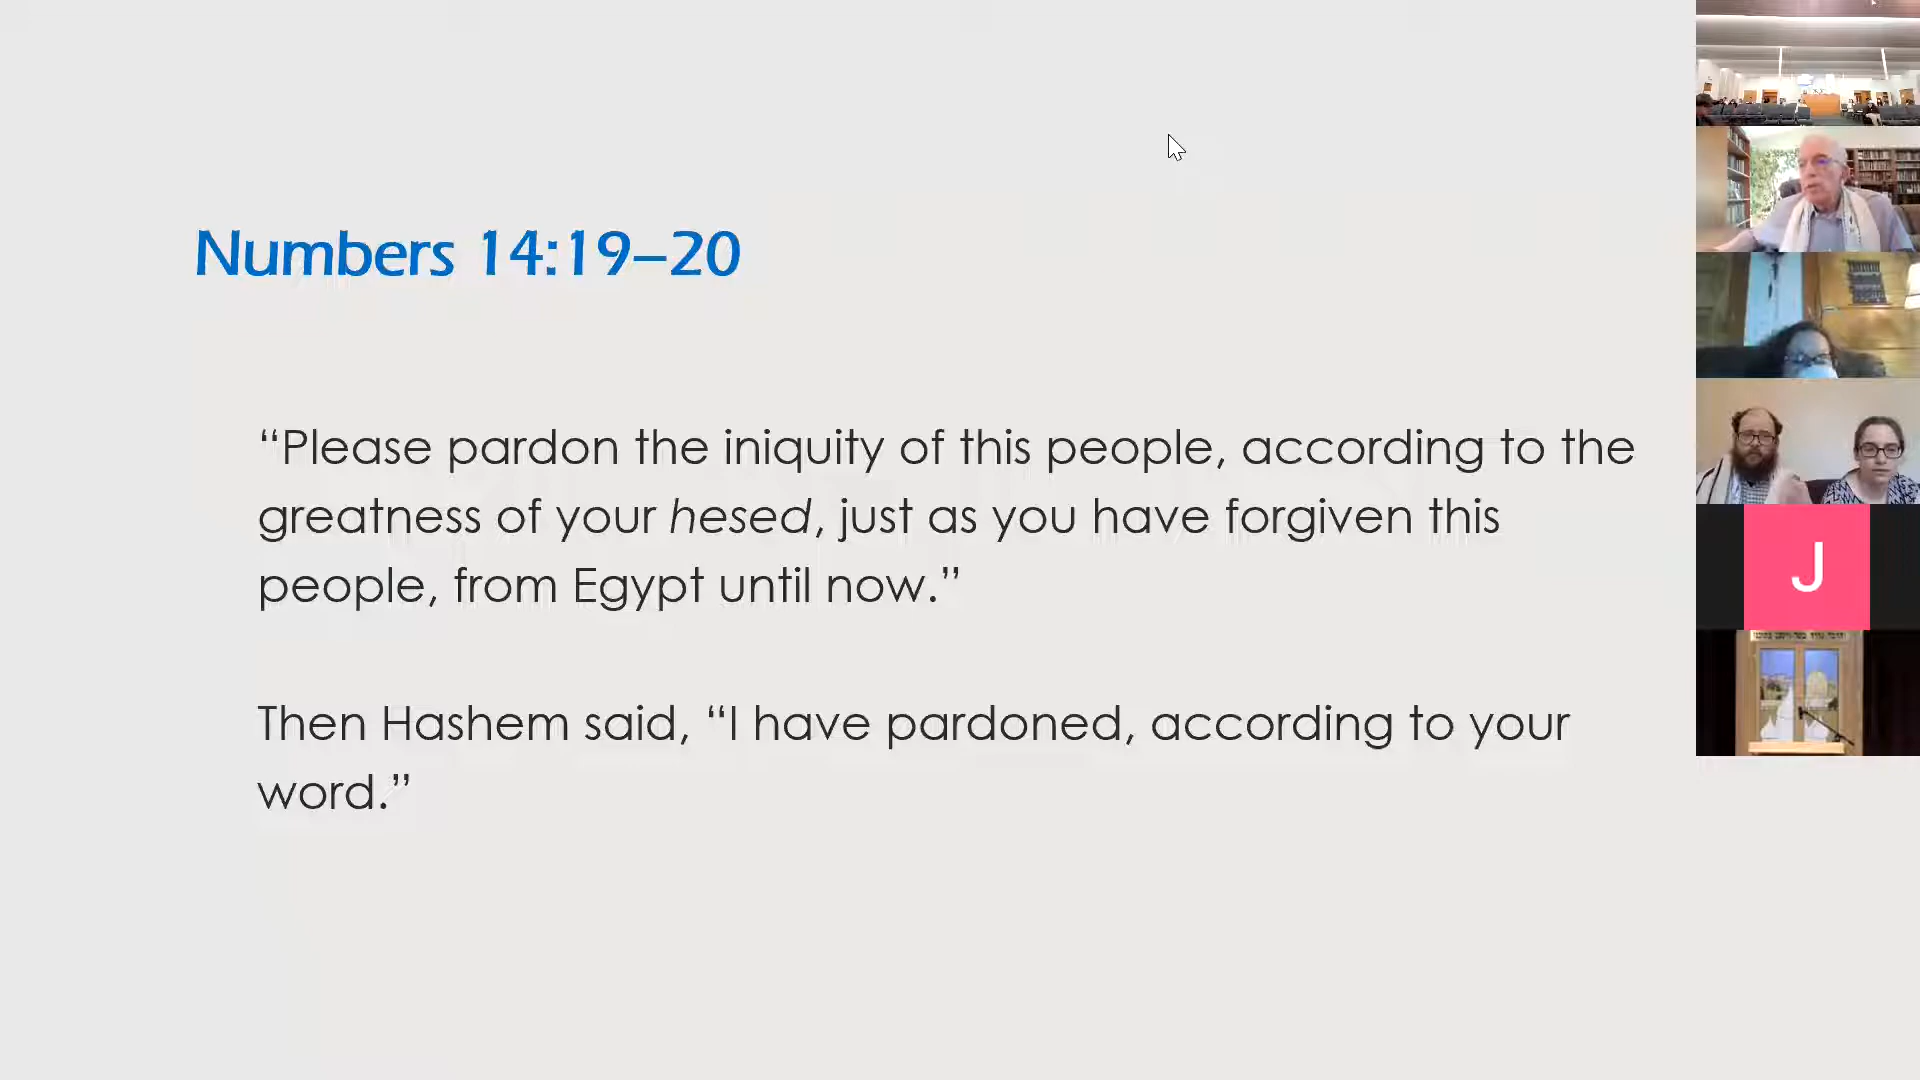 Numbers 14:19–20
“Please pardon the iniquity of this people, according to the
greatness of your hesed, just as you have forgiven this
people, from Egypt until now.”
Then Hashem said, “I have pardoned, according to your
word.”
J